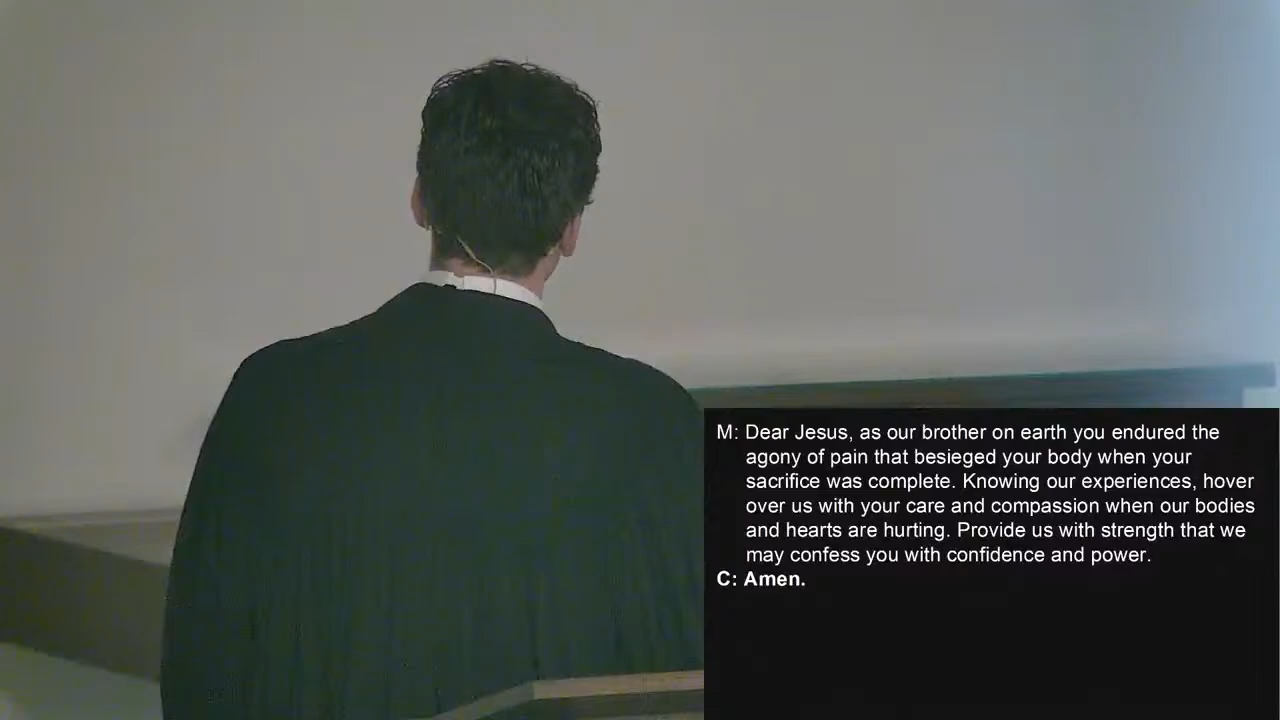 M: Dear Jesus, as our brother on earth you endured the
agony of pain that besieged your body when your
sacrifice was complete. Knowing our experiences, hover
over us with your care and compassion when our bodies
and hearts are hurting. Provide us with strength that we
may confess you with confidence and power.
C: Amen.